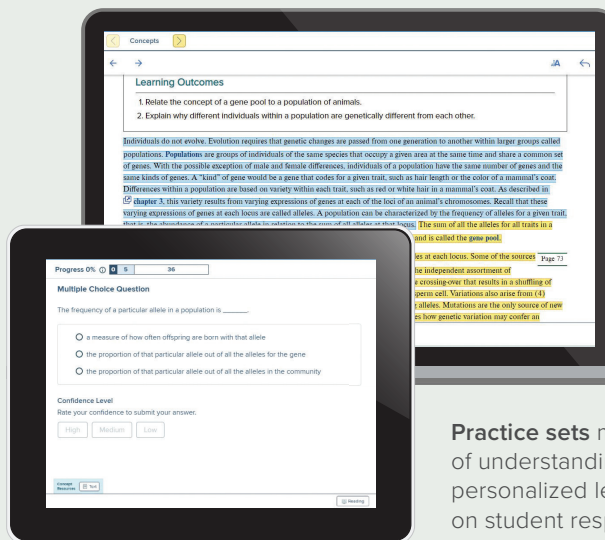 Concepts
A
Learning Outcomes
1. Relate the concept of a gene pool to a population of animals.
2. Explain why different individuals within a population are genetically different from each other.
Individuals do not evolve. Evolution requires that genetic changes are passed from one generation to another within larger groups called
populations. Populations are groups of individuals of the same species that occupy a given area at the same time and share a common set
of genes. With the possible exception of male and female differences, individuals of a population have the same number of genes and the
same kinds of genes. A "kind" of gene would be a gene that codes for a given trait, such as hair length or the color of a mammal's coat.
Differences within a population are based on variety within each trait, such as red or white hair in a mammal's coat. As described in
chapter 3, this variety results from varying expressions of genes at each of the loci of an animal's chromosomes. Recall that these
varying expressions of genes at each locus are called alleles. A population can be characterized by the frequency of alleles for a given trait,
that is, the abundance of a particular allele in relation to the sum of all alleles at that locus. The sum of all the alleles for all traits in a
and is called the gene pool.
les at each locus. Some of the sources Page 73
he independent assortment of
crossing-over that results in a shuffling of
sperm cell. Variations also arise from (4)
alleles. Mutations are the only source of new
es how genetic variation may confer an
Progress 0% 0 5 36
Multiple Choice Question
The frequency of a particular allele in a population is ______.
a measure of how often offspring are born with that allele
the proportion of that particular allele out of all the alleles for the gene
the proportion of that particular allele out of all the alleles in the community
Confidence Level
Rate your confidence to submit your answer.
High Medium Low
Concept
Resources Text
Reading
Practice sets
of understandi
personalized le
on student res